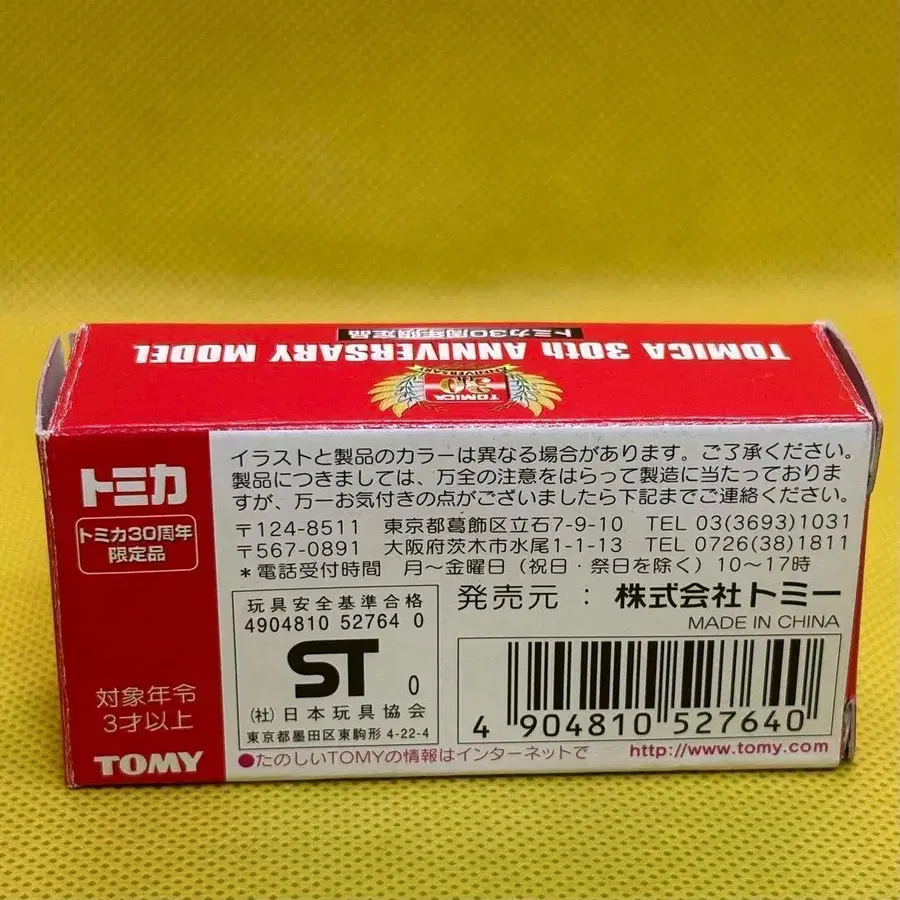 トミカ30周年限定品
TOMICA 30th ANNIVERSARY MODEL
30
TOMICA
ANNIVERSARY
トミカ
トミカ30周年
限定品
対象年令
3才以上
TOMY
イラストと製品のカラーは異なる場合があります。ご了承ください。
製品につきましては、万全の注意をはらって製造に当たっておりま
すが、万一お気付きの点がございましたら下記までご連絡ください。
〒124-8511 東京都葛飾区立石7-9-10 TEL 03(3693)1031
〒567-0891 大阪府茨木市水尾1-1-13 TEL 0726(38)1811
*電話受付時間 月〜金曜日(祝日・祭日を除く)10〜17時
玩具安全基準合格
4904810 52764 0
ST 0
(社)日本玩具協会
東京都墨田区東駒形4-22-4
発売元:株式会社トミー
MADE IN CHINA
4 904810 527640
●たのしいTOMYの情報はインターネットで http://www.tomy.com